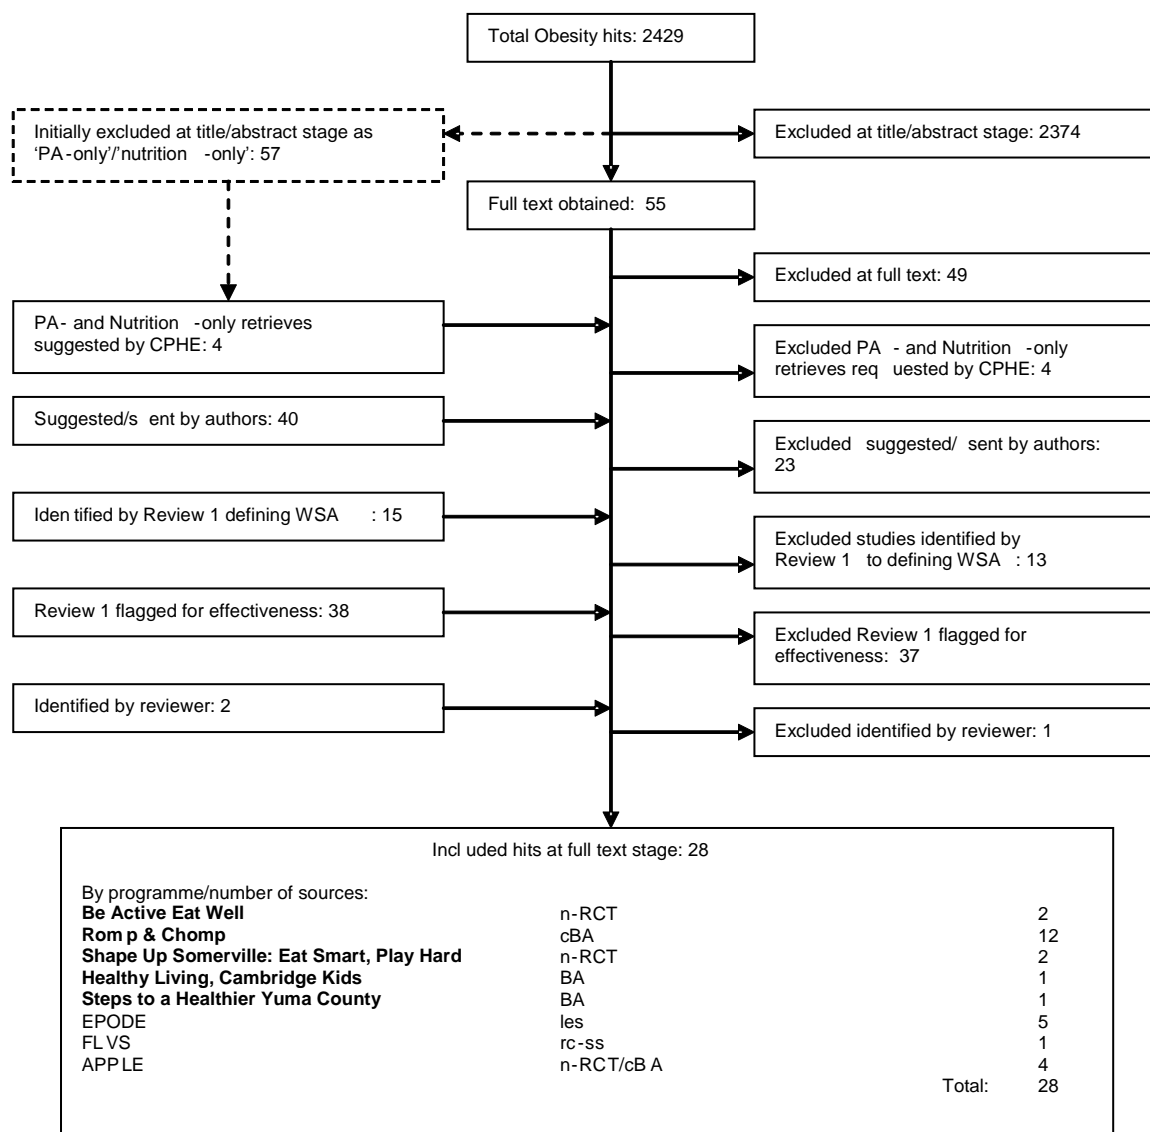 Total Obesity hits: 2429
Initially excluded at title/abstract stage as
‘PA-only’/’nutrition -only’: 57
Excluded at title/abstract stage: 2374
Full text obtained: 55
Excluded at full text: 49
PA- and Nutrition -only retrieves
suggested by CPHE: 4
Excluded PA - and Nutrition -only
retrieves req uested by CPHE: 4
Suggested/s ent by authors: 40
Excluded suggested/ sent by authors:
23
Iden tified by Review 1 defining WSA : 15
Excluded studies identified by
Review 1 to defining WSA : 13
Review 1 flagged for effectiveness: 38
Excluded Review 1 flagged for
effectiveness: 37
Identified by reviewer: 2
Excluded identified by reviewer: 1
Incl uded hits at full text stage: 28
By programme/number of sources:
Be Active Eat Well n-RCT 2
Rom p & Chomp cBA 12
Shape Up Somerville: Eat Smart, Play Hard n-RCT 2
Healthy Living, Cambridge Kids BA 1
Steps to a Healthier Yuma County BA 1
EPODE les 5
FL VS rc-ss 1
APP LE n-RCT/cB A 4
Total: 28